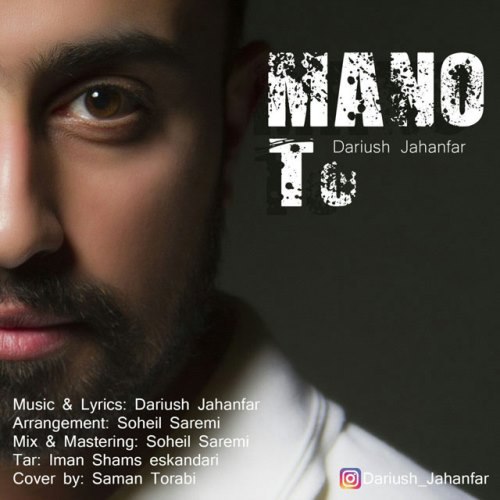 MANO
Dariush Jahanfar
To
Music & Lyrics: Dariush Jahanfar
Arrangement: Soheil Saremi
Mix & Mastering: Soheil Saremi
Tar: Iman Shams eskandari
Cover by: Saman Torabi
Dariush_Jahanfar